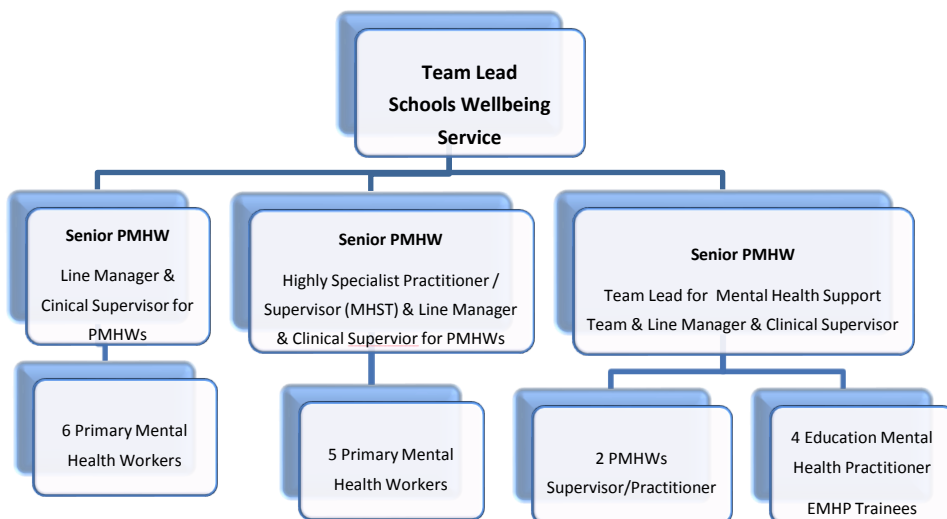 Team Lead
Schools Wellbeing
Service
Senior PMHW
Line Manager &
Cinical Supervisor for
PMHWs
Senior PMHW
Highly Specialist Practitioner /
Supervisor (MHST) & Line Manager
& Clinical Supervior for PMHWs
Senior PMHW
Team Lead for Mental Health Support
Team & Line Manager & Clinical Supervisor
6 Primary Mental
Health Workers
5 Primary Mental
Health Workers
2 PMHWs
Supervisor/Practitioner
4 Education Mental
Health Practitioner
EMHP Trainees